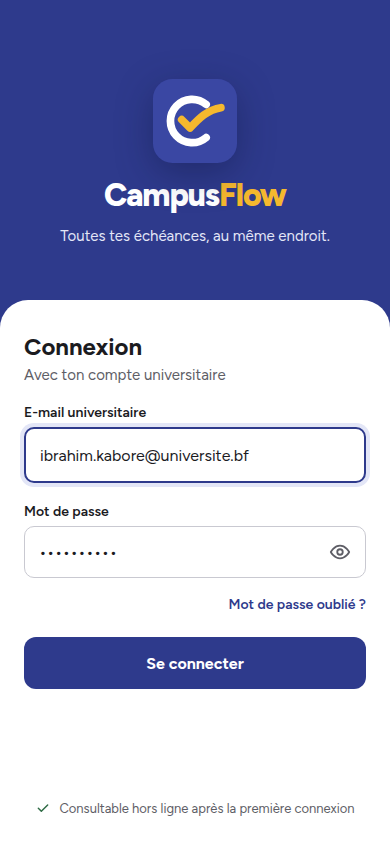 CampusFlow
Toutes tes échéances, au même endroit.
Connexion
Avec ton compte universitaire
E-mail universitaire
ibrahim.kabore@universite.bf
Mot de passe
••••••••••
Mot de passe oublié ?
Se connecter
Consultable hors ligne après la première connexion